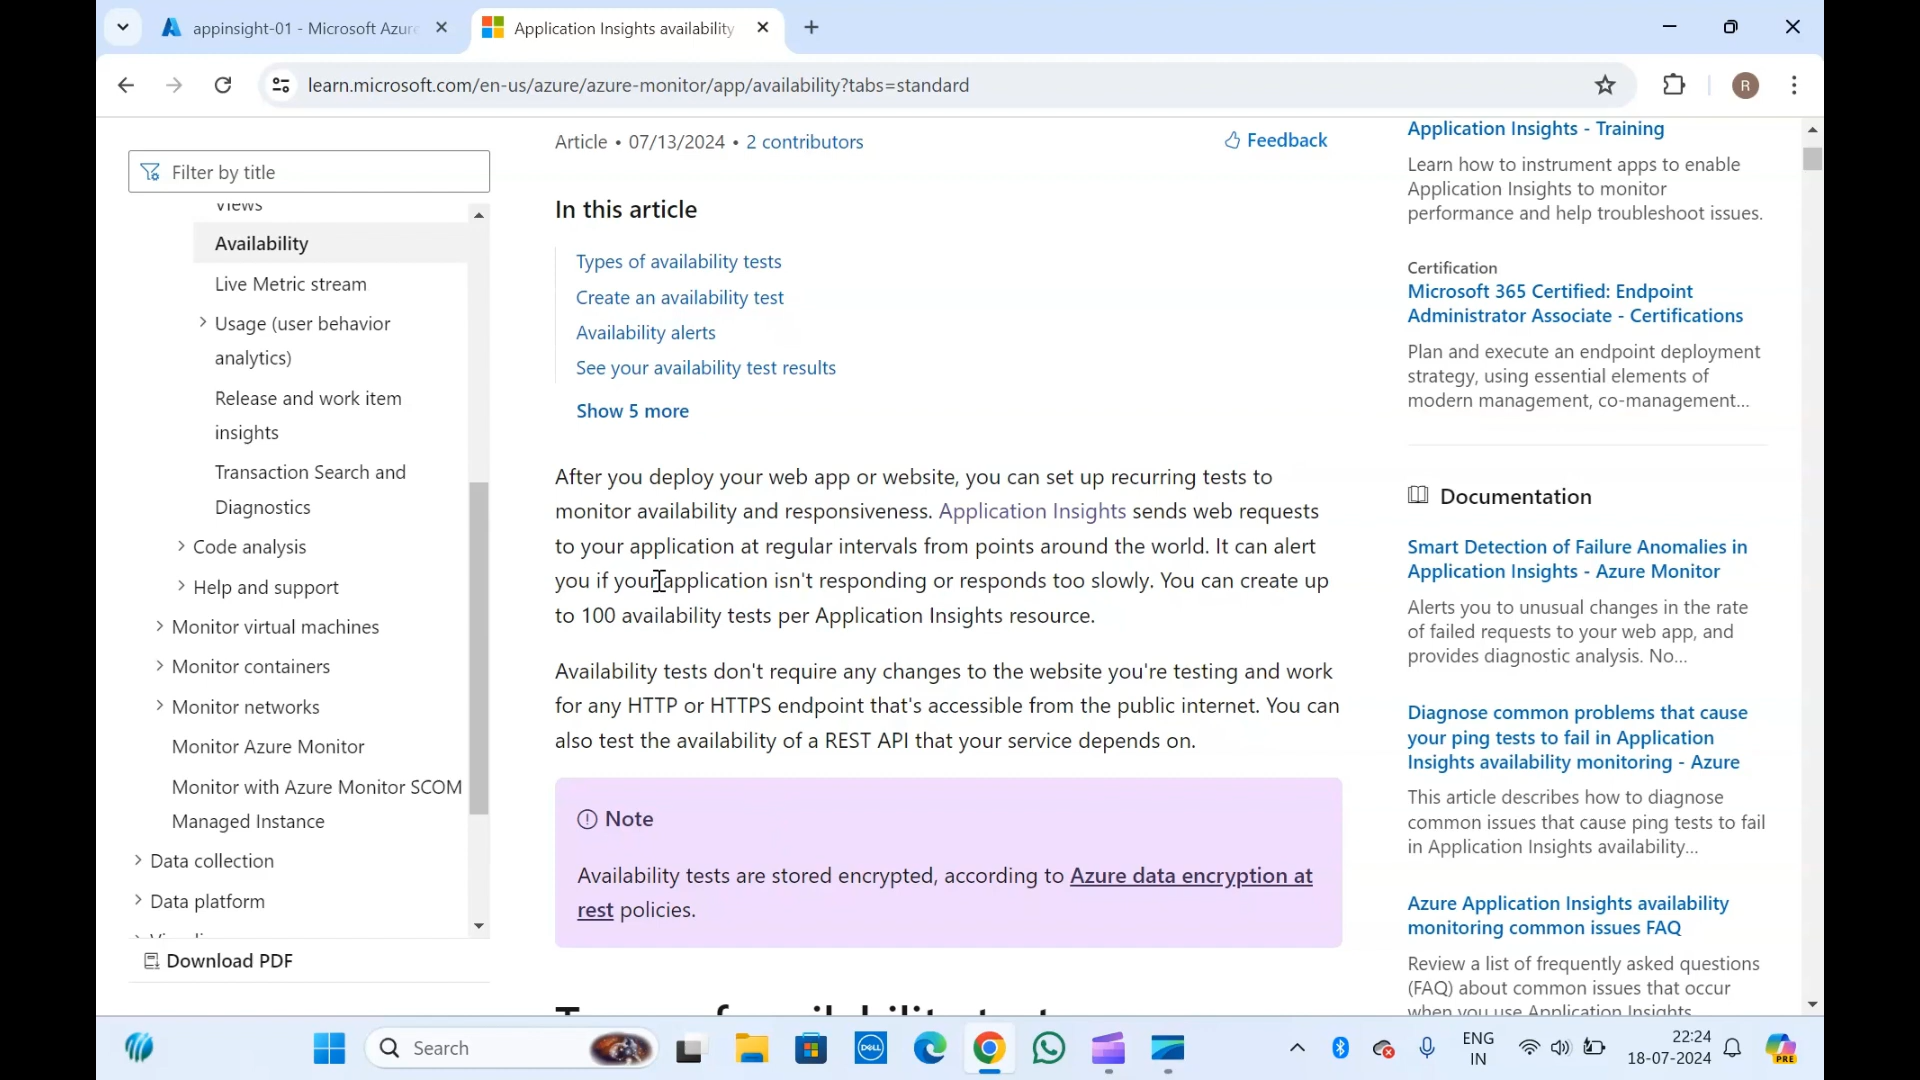 appinsight-01 - Microsoft Azure
Application Insights availability
learn.microsoft.com/en-us/azure/azure-monitor/app/availability?tabs=standard
R
Filter by title
Views
Availability
Live Metric stream
Usage (user behavior
analytics)
Release and work item
insights
Transaction Search and
Diagnostics
Code analysis
Help and support
Monitor virtual machines
Monitor containers
Monitor networks
Monitor Azure Monitor
Monitor with Azure Monitor SCOM
Managed Instance
Data collection
Data platform
Download PDF
Article • 07/13/2024 • 2 contributors
Feedback
In this article
Types of availability tests
Create an availability test
Availability alerts
See your availability test results
Show 5 more
After you deploy your web app or website, you can set up recurring tests to
monitor availability and responsiveness. Application Insights sends web requests
to your application at regular intervals from points around the world. It can alert
you if your application isn't responding or responds too slowly. You can create up
to 100 availability tests per Application Insights resource.
Availability tests don't require any changes to the website you're testing and work
for any HTTP or HTTPS endpoint that's accessible from the public internet. You can
also test the availability of a REST API that your service depends on.
Note
Availability tests are stored encrypted, according to Azure data encryption at
rest policies.
Types of availability tests
Application Insights - Training
Learn how to instrument apps to enable
Application Insights to monitor
performance and help troubleshoot issues.
Certification
Microsoft 365 Certified: Endpoint
Administrator Associate - Certifications
Plan and execute an endpoint deployment
strategy, using essential elements of
modern management, co-management...
Documentation
Smart Detection of Failure Anomalies in
Application Insights - Azure Monitor
Alerts you to unusual changes in the rate
of failed requests to your web app, and
provides diagnostic analysis. No...
Diagnose common problems that cause
your ping tests to fail in Application
Insights availability monitoring - Azure
This article describes how to diagnose
common issues that cause ping tests to fail
in Application Insights availability...
Azure Application Insights availability
monitoring common issues FAQ
Review a list of frequently asked questions
(FAQ) about common issues that occur
when you use Application Insights
Search
DELL
ENG
IN
22:24
18-07-2024
PRE